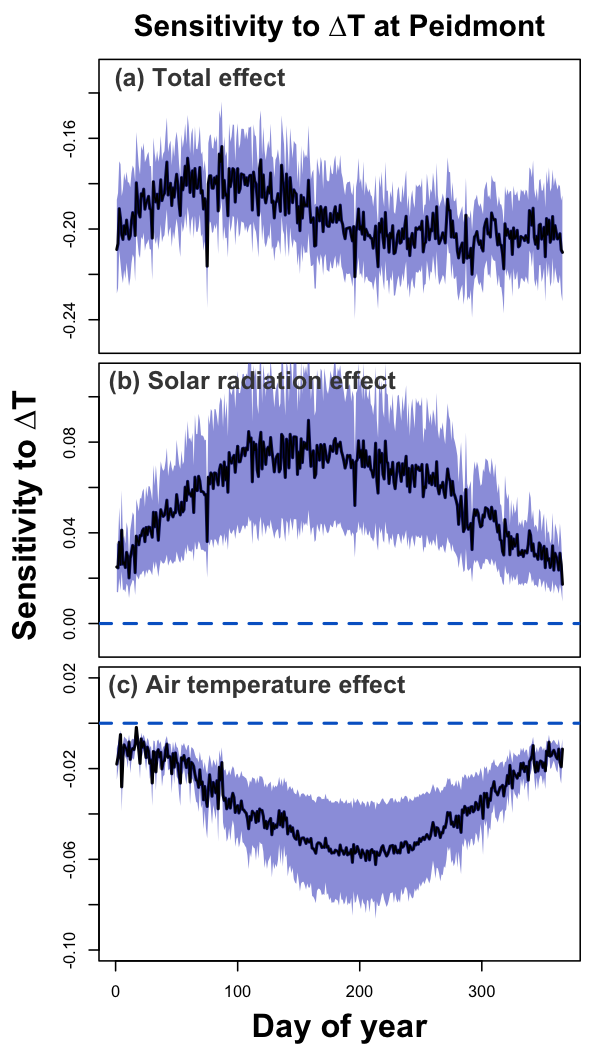 Sensitivity to ΔT at Peidmont
(a) Total effect
-0.16
-0.20
-0.24
(b) Solar radiation effect
0.08
0.04
0.00
Sensitivity to ΔT
(c) Air temperature effect
0.02
-0.02
-0.06
-0.10
0 100 200 300
Day of year